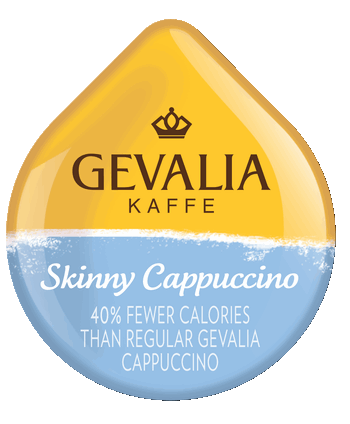 GEVALIA
KAFFE
Skinny Cappuccino
40% FEWER CALORIES
THAN REGULAR GEVALIA
CAPPUCCINO